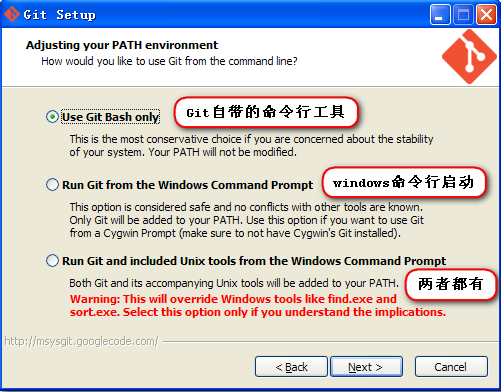 Git Setup
Adjusting your PATH environment
How would you like to use Git from the command line?
Use Git Bash only
Git自带的命令行工具
This is the most conservative choice if you are concerned about the stability
of your system. Your PATH will not be modified.
Run Git from the Windows Command Prompt
windows命令行启动
This option is considered safe and no conflicts with other tools are known.
Only Git will be added to your PATH. Use this option if you want to use Git
from a Cygwin Prompt (make sure to not have Cygwin's Git installed).
Run Git and included Unix tools from the Windows Command Prompt
Both Git and its accompanying Unix tools will be added to your PATH.
两者都有
Warning: This will override Windows tools like find.exe and
sort.exe. Select this option only if you understand the implications.
http://msysgit.googlecode.com/
< Back
Next >
Cancel